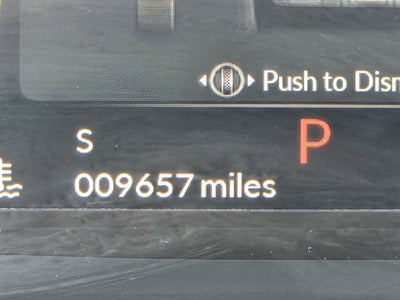 Push to Dism
S
P
009657 miles